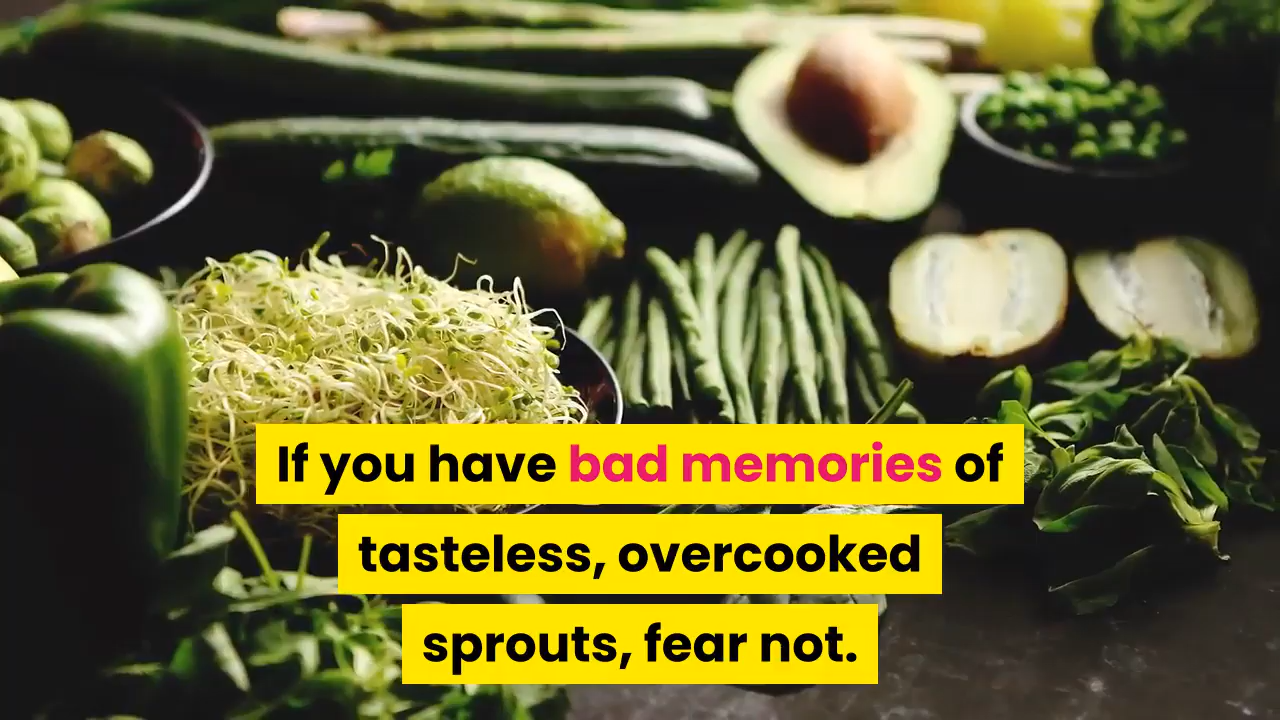 If you have bad memories of
tasteless, overcooked
sprouts, fear not.